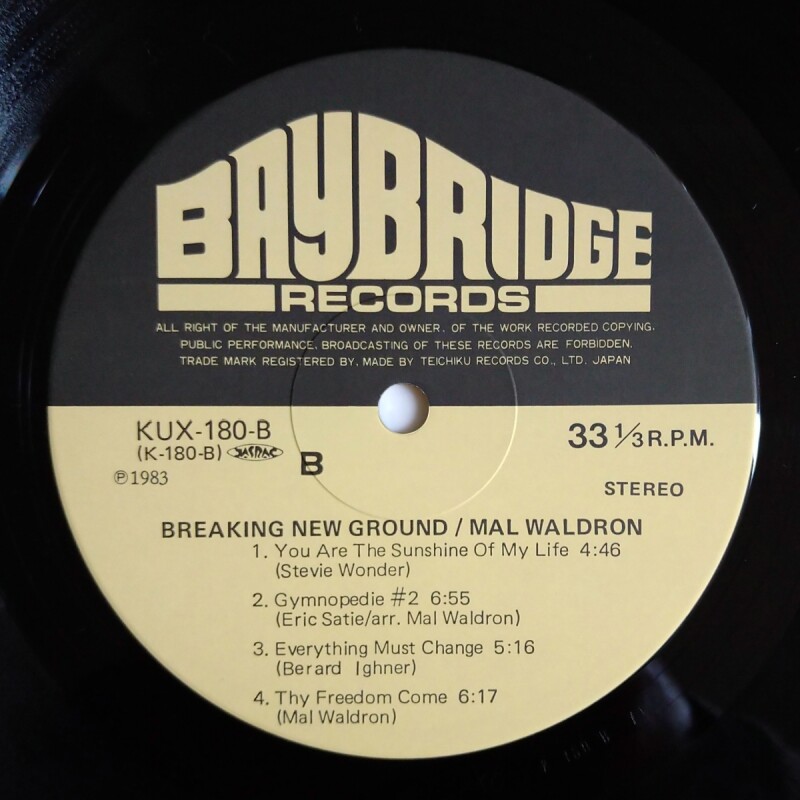 BAYBRIDGE
RECORDS
ALL RIGHT OF THE MANUFACTURER AND OWNER. OF THE WORK RECORDED COPYING.
PUBLIC PERFORMANCE. BROADCASTING OF THESE RECORDS ARE FORBIDDEN.
TRADE MARK REGISTERED BY, MADE BY TEICHIKU RECORDS CO., LTD. JAPAN
KUX-180-B
(K-180-B) JASRAC
Ⓟ1983
B
33 1/3 R.P.M.
STEREO
BREAKING NEW GROUND / MAL WALDRON
1. You Are The Sunshine Of My Life 4:46
(Stevie Wonder)
2. Gymnopedie #2 6:55
(Eric Satie/arr. Mal Waldron)
3. Everything Must Change 5:16
(Berard Ighner)
4. Thy Freedom Come 6:17
(Mal Waldron)